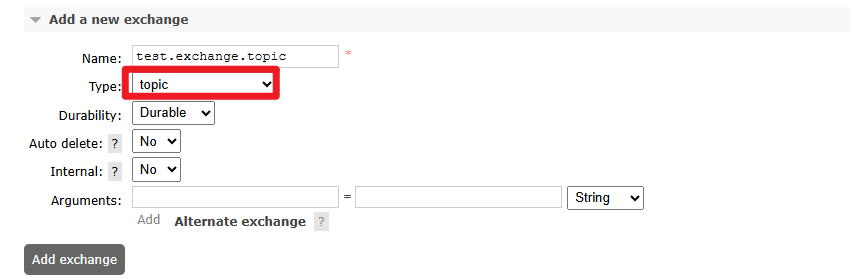 Add a new exchange
Name: test.exchange.topic *
Type: topic
Durability: Durable
Auto delete: ? No
Internal: ? No
Arguments: = String
Add Alternate exchange ?
Add exchange